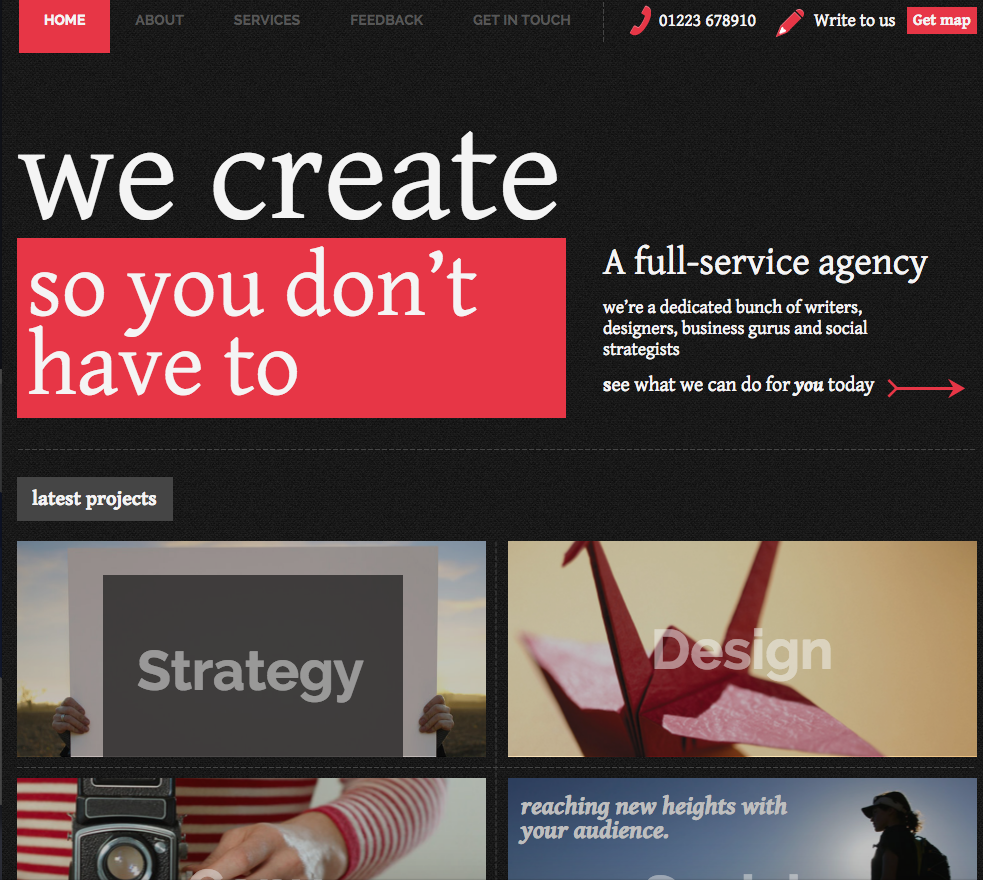 HOME ABOUT SERVICES FEEDBACK GET IN TOUCH 01223 678910 Write to us Get map
we create
so you don't
have to
A full-service agency
we're a dedicated bunch of writers,
designers, business gurus and social
strategists
see what we can do for you today
latest projects
Strategy
Design
reaching new heights with
your audience.